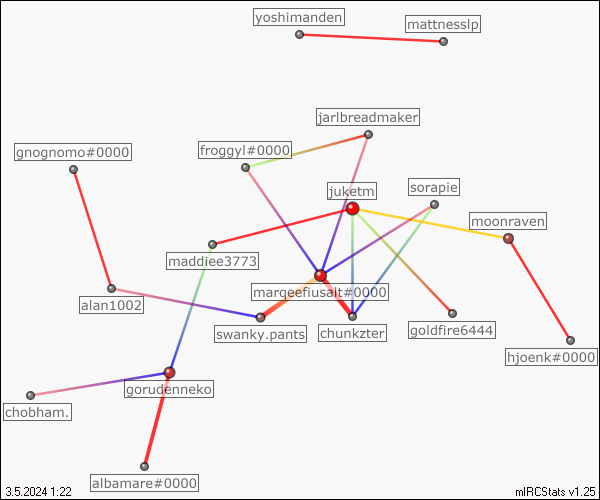 yoshimanden
mattnesslp
jarlbreadmaker
gnognomo#0000
froggyl#0000
juketm
sorapie
moonraven
maddiee3773
margeefiusalt#0000
alan1002
swanky.pants
chunkzter
goldfire6444
hjoenk#0000
gorudenneko
chobham.
albamare#0000
3.5.2024 1:22
mIRCStats v1.25